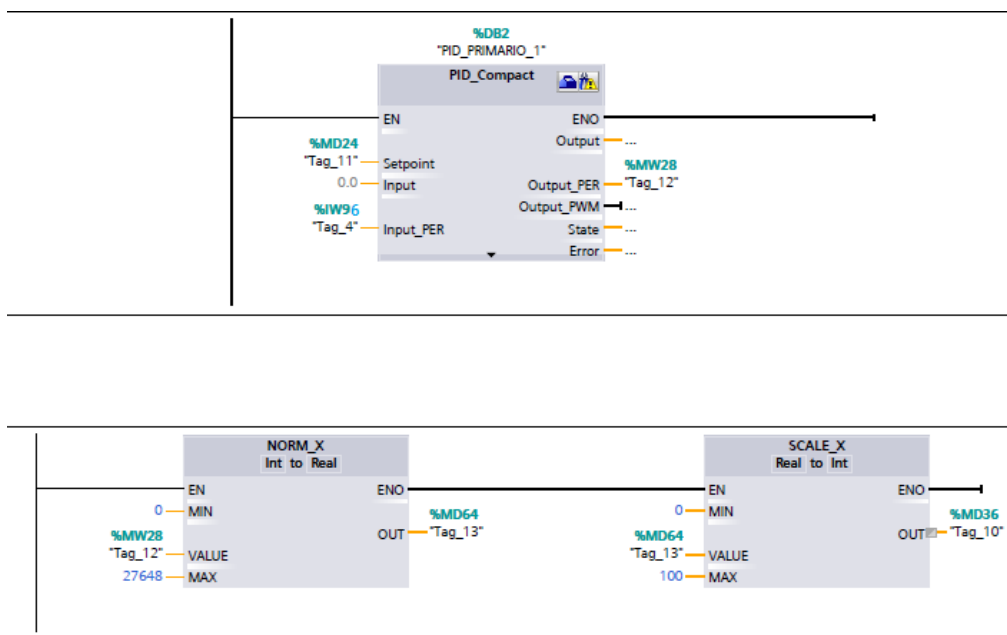 %DB2
"PID_PRIMARIO_1"
PID_Compact
EN ENO
%MD24 Output ...
"Tag_11" Setpoint %MW28
0.0 Input Output_PER "Tag_12"
%IW96 Output_PWM ...
"Tag_4" Input_PER State ...
Error ...
NORM_X SCALE_X
Int to Real Real to Int
EN ENO EN ENO
0 MIN %MD64 0 MIN %MD36
%MW28 OUT "Tag_13" %MD64 OUT "Tag_10"
"Tag_12" VALUE "Tag_13" VALUE
27648 MAX 100 MAX